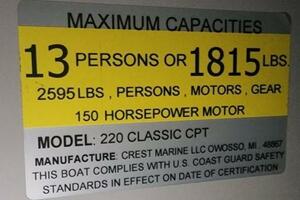 MAXIMUM CAPACITIES
13 PERSONS OR 1815 LBS.
2595 LBS , PERSONS , MOTORS , GEAR
150 HORSEPOWER MOTOR
MODEL: 220 CLASSIC CPT
MANUFACTURE: CREST MARINE LLC OWOSSO, MI . 48867
THIS BOAT COMPLIES WITH U.S. COAST GUARD SAFETY
STANDARDS IN EFFECT ON DATE OF CERTIFICATION